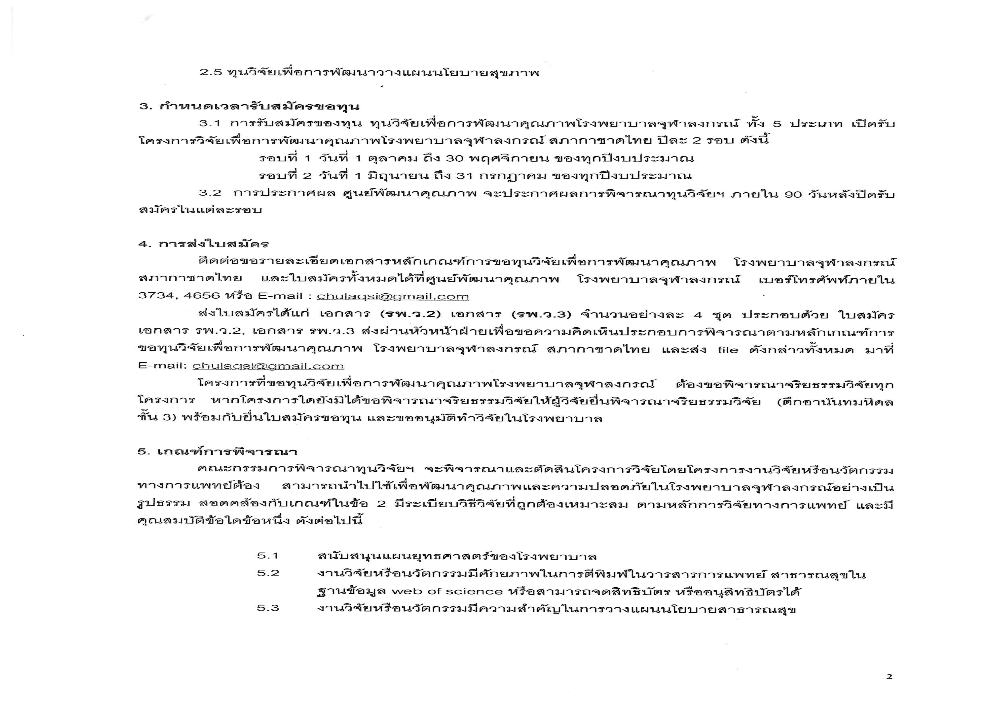 2.5 ทุนวิจัยเพื่อการพัฒนาวางแผนนโยบายสุขภาพ
3. กำหนดเวลารับสมัครขอทุน
3.1 การรับสมัครของทุน ทุนวิจัยเพื่อการพัฒนาคุณภาพโรงพยาบาลจุฬาลงกรณ์ ทั้ง 5 ประเภท เปิดรับ
โครงการวิจัยเพื่อการพัฒนาคุณภาพโรงพยาบาลจุฬาลงกรณ์ สภากาชาดไทย ปีละ 2 รอบ ดังนี้
รอบที่ 1 วันที่ 1 ตุลาคม ถึง 30 พฤศจิกายน ของทุกปีงบประมาณ
รอบที่ 2 วันที่ 1 มิถุนายน ถึง 31 กรกฎาคม ของทุกปีงบประมาณ
3.2 การประกาศผล ศูนย์พัฒนาคุณภาพ จะประกาศผลการพิจารณาทุนวิจัยฯ ภายใน 90 วันหลังปิดรับ
สมัครในแต่ละรอบ
4. การส่งใบสมัคร
ติดต่อขอรายละเอียดเอกสารหลักเกณฑ์การขอทุนวิจัยเพื่อการพัฒนาคุณภาพ โรงพยาบาลจุฬาลงกรณ์
สภากาชาดไทย และใบสมัครทั้งหมดได้ที่ศูนย์พัฒนาคุณภาพ โรงพยาบาลจุฬาลงกรณ์ เบอร์โทรศัพท์ภายใน
3734, 4656 หรือ E-mail : chulaqsi@gmail.com
ส่งใบสมัครได้แก่ เอกสาร (รพ.ว.2) เอกสาร (รพ.ว.3) จำนวนอย่างละ 4 ชุด ประกอบด้วย ใบสมัคร
เอกสาร รพ.ว.2, เอกสาร รพ.ว.3 ส่งผ่านหัวหน้าฝ่ายเพื่อขอความคิดเห็นประกอบการพิจารณาตามหลักเกณฑ์การ
ขอทุนวิจัยเพื่อการพัฒนาคุณภาพ โรงพยาบาลจุฬาลงกรณ์ สภากาชาดไทย และส่ง file ดังกล่าวทั้งหมด มาที่
E-mail: chulaqsi@gmail.com
โครงการที่ขอทุนวิจัยเพื่อการพัฒนาคุณภาพโรงพยาบาลจุฬาลงกรณ์ ต้องขอพิจารณาจริยธรรมวิจัยทุก
โครงการ หากโครงการใดยังมิได้ขอพิจารณาจริยธรรมวิจัยให้ผู้วิจัยยื่นพิจารณาจริยธรรมวิจัย (ตึกอานันทมหิดล
ชั้น 3) พร้อมกับยื่นใบสมัครขอทุน และขออนุมัติทำวิจัยในโรงพยาบาล
5. เกณฑ์การพิจารณา
คณะกรรมการพิจารณาทุนวิจัยฯ จะพิจารณาและตัดสินโครงการวิจัยโดยโครงการงานวิจัยหรือนวัตกรรม
ทางการแพทย์ต้อง สามารถนำไปใช้เพื่อพัฒนาคุณภาพและความปลอดภัยในโรงพยาบาลจุฬาลงกรณ์อย่างเป็น
รูปธรรม สอดคล้องกับเกณฑ์ในข้อ 2 มีระเบียบวิธีวิจัยที่ถูกต้องเหมาะสม ตามหลักการวิจัยทางการแพทย์ และมี
คุณสมบัติข้อใดข้อหนึ่ง ดังต่อไปนี้
5.1 สนับสนุนแผนยุทธศาสตร์ของโรงพยาบาล
5.2 งานวิจัยหรือนวัตกรรมมีศักยภาพในการตีพิมพ์ในวารสารการแพทย์ สาธารณสุขใน
ฐานข้อมูล web of science หรือสามารถจดสิทธิบัตร หรืออนุสิทธิบัตรได้
5.3 งานวิจัยหรือนวัตกรรมมีความสำคัญในการวางแผนนโยบายสาธารณสุข
2